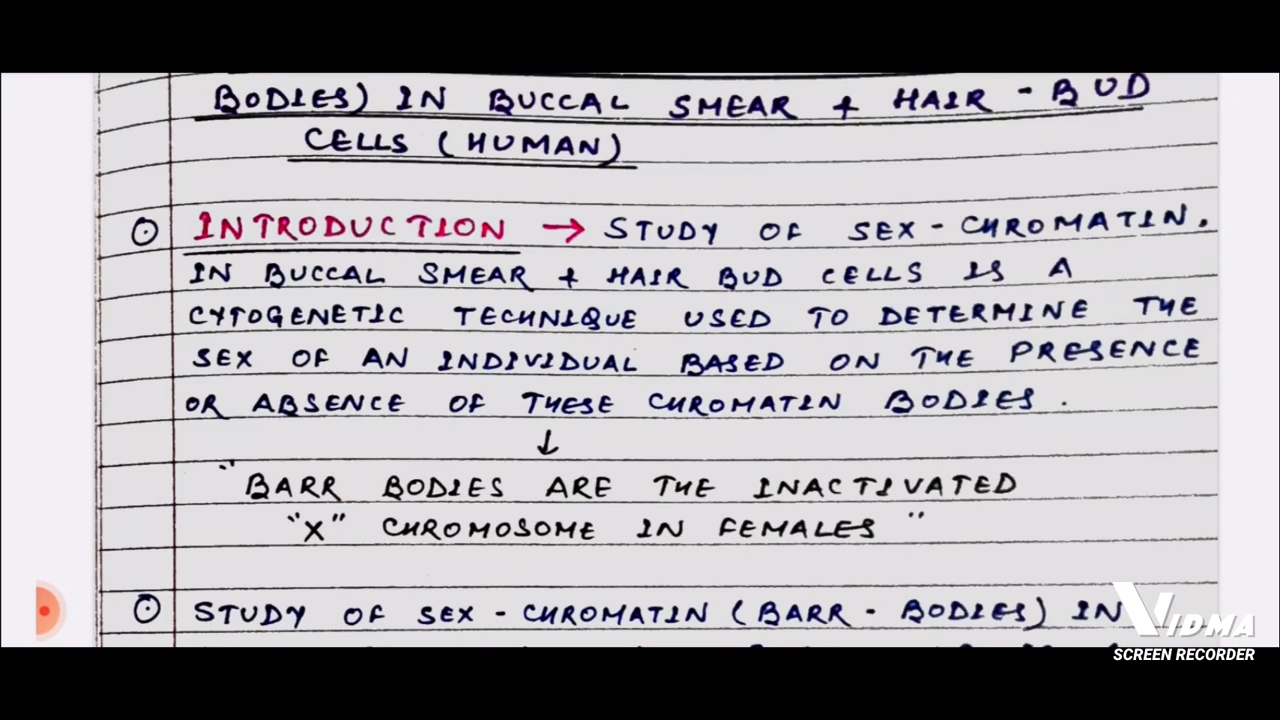 BODIES) IN BUCCAL SMEAR + HAIR - BUD
CELLS (HUMAN)
INTRODUCTION → STUDY OF SEX - CHROMATIN.
IN BUCCAL SMEAR + HAIR BUD CELLS IS A
CYTOGENETIC TECHNIQUE USED TO DETERMINE THE
SEX OF AN INDIVIDUAL BASED ON THE PRESENCE
OR ABSENCE OF THESE CHROMATIN BODIES.
↓
"BARR BODIES ARE THE INACTIVATED
"X" CHROMOSOME IN FEMALES"
STUDY OF SEX - CHROMATIN (BARR - BODIES) IN
VIDMA
SCREEN RECORDER